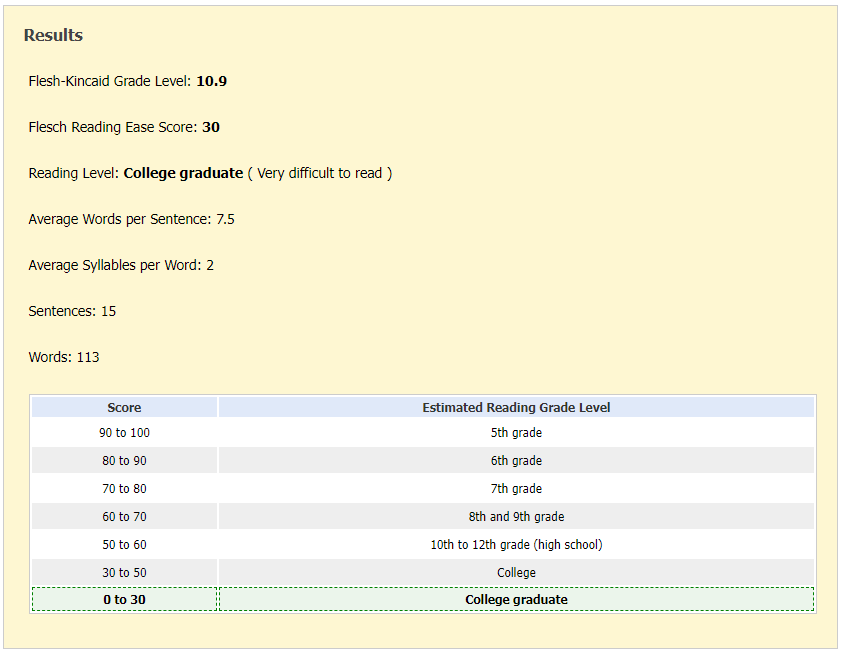 Results
Flesh-Kincaid Grade Level: 10.9
Flesch Reading Ease Score: 30
Reading Level: College graduate ( Very difficult to read )
Average Words per Sentence: 7.5
Average Syllables per Word: 2
Sentences: 15
Words: 113
Score Estimated Reading Grade Level
90 to 100 5th grade
80 to 90 6th grade
70 to 80 7th grade
60 to 70 8th and 9th grade
50 to 60 10th to 12th grade (high school)
30 to 50 College
0 to 30 College graduate